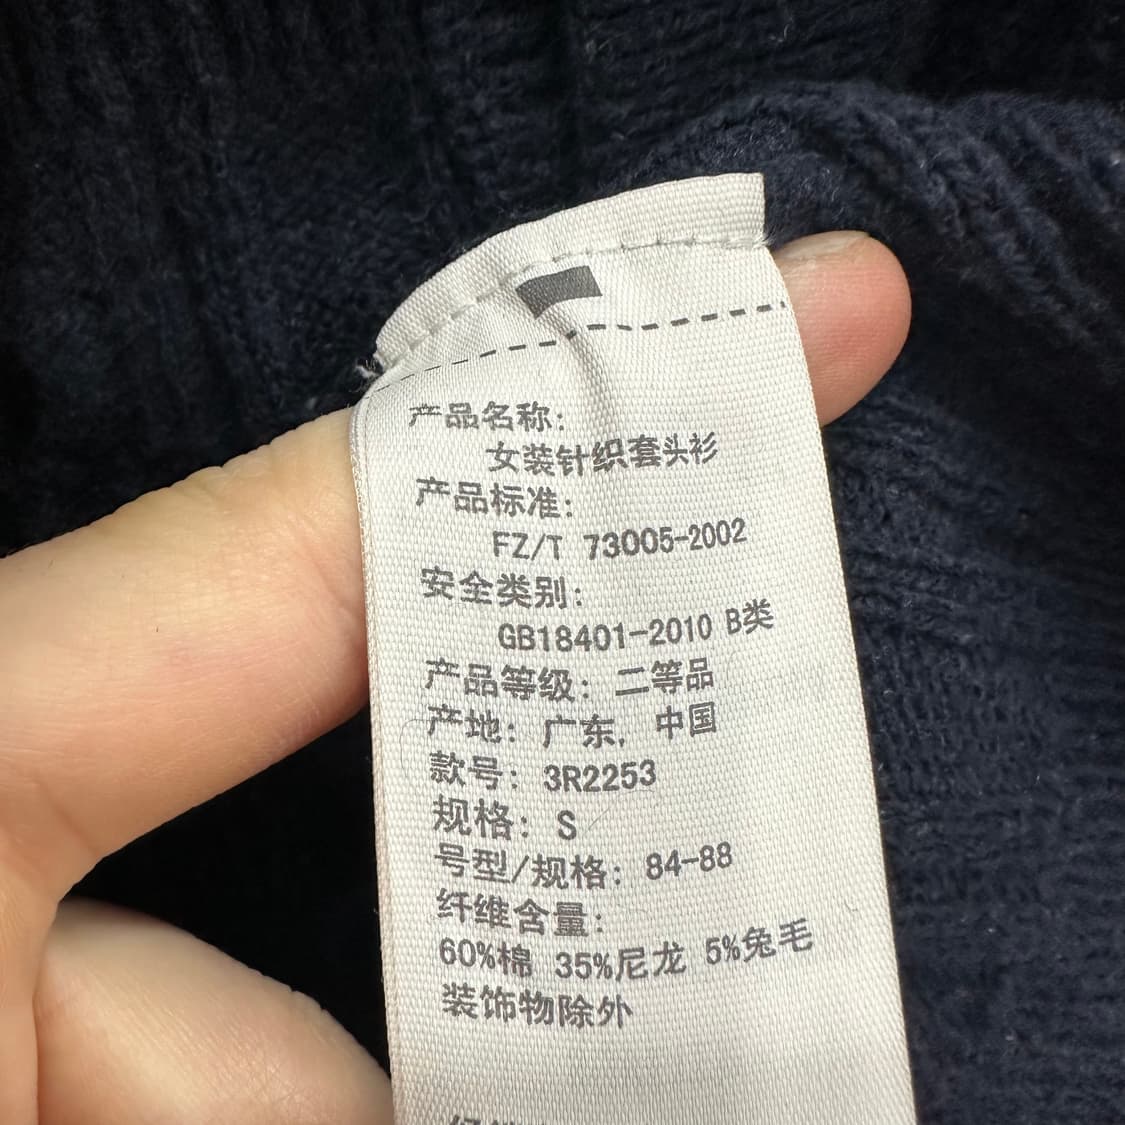 产品名称:
女装针织套头衫
产品标准:
FZ/T 73005-2002
安全类别:
GB18401-2010 B类
产品等级: 二等品
产地: 广东, 中国
款号: 3R2253
规格: S
号型/规格: 84-88
纤维含量:
60%棉 35%尼龙 5%兔毛
装饰物除外